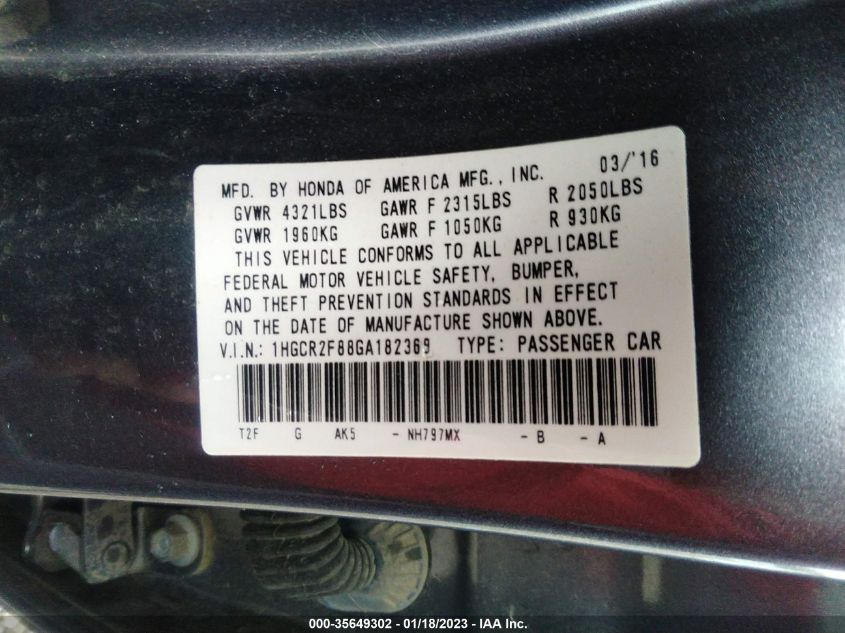 03/'16
MFD. BY HONDA OF AMERICA MFG., INC.
GVWR 4321LBS GAWR F 2315LBS R 2050LBS
GVWR 1960KG GAWR F 1050KG R 930KG
THIS VEHICLE CONFORMS TO ALL APPLICABLE
FEDERAL MOTOR VEHICLE SAFETY, BUMPER,
AND THEFT PREVENTION STANDARDS IN EFFECT
ON THE DATE OF MANUFACTURE SHOWN ABOVE.
V.I.N.: 1HGCR2F88GA182369 TYPE: PASSENGER CAR
T2F G AK5 - NH797MX - B - A
000-35649302 - 01/18/2023 - IAA Inc.